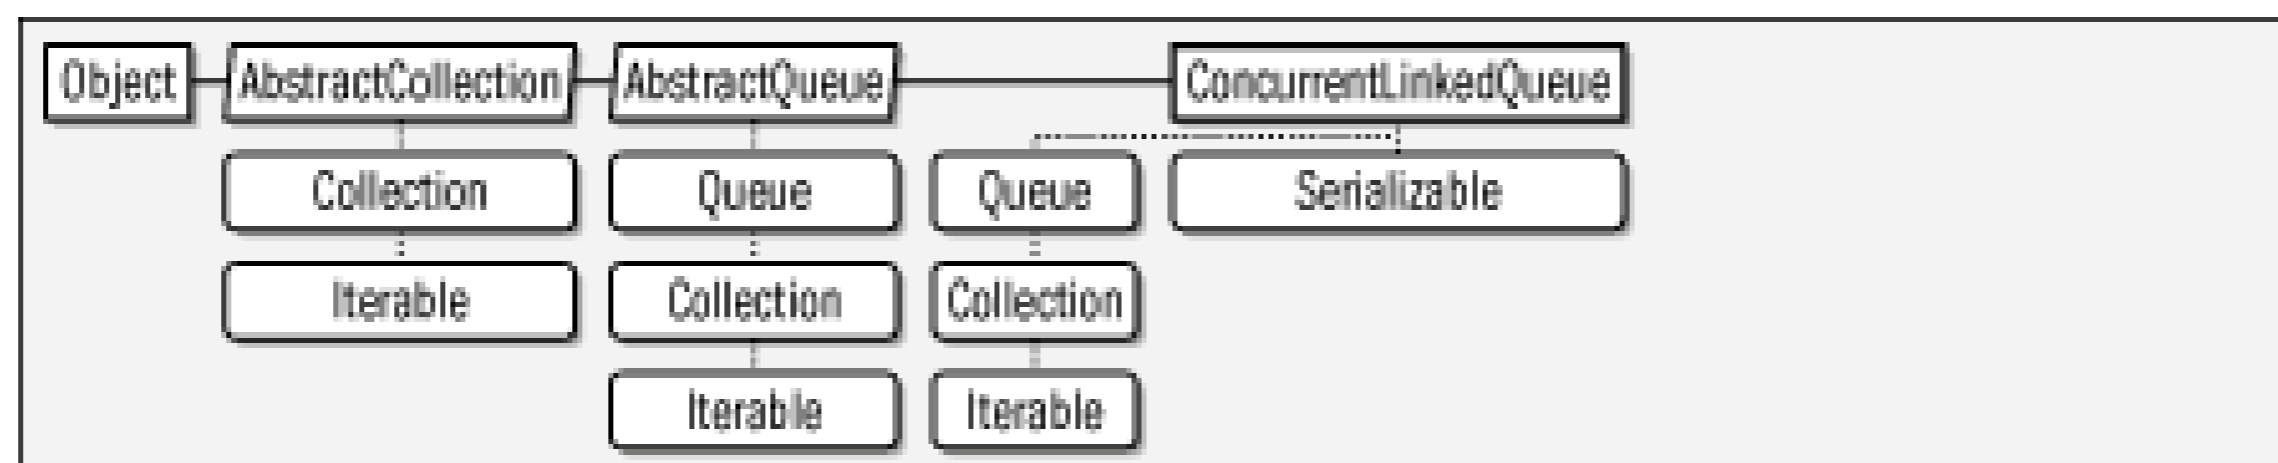 Object AbstractCollection AbstractQueue ConcurrentLinkedQueue
Collection Queue Queue Serializable
Iterable Collection Collection
Iterable Iterable